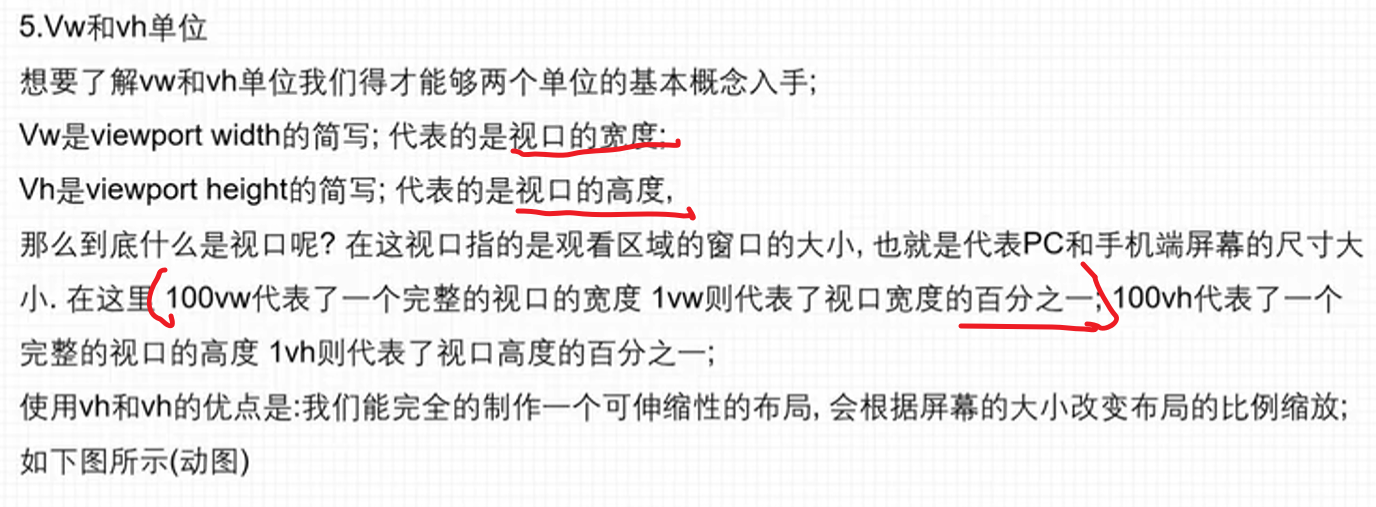 5.Vw和vh单位
想要了解vw和vh单位我们得才能够两个单位的基本概念入手;
Vw是viewport width的简写; 代表的是视口的宽度;
Vh是viewport height的简写; 代表的是视口的高度,
那么到底什么是视口呢? 在这视口指的是观看区域的窗口的大小, 也就是代表PC和手机端屏幕的尺寸大
小. 在这里 100vw代表了一个完整的视口的宽度 1vw则代表了视口宽度的百分之一; 100vh代表了一个
完整的视口的高度 1vh则代表了视口高度的百分之一;
使用vh和vh的优点是:我们能完全的制作一个可伸缩性的布局, 会根据屏幕的大小改变布局的比例缩放;
如下图所示(动图)